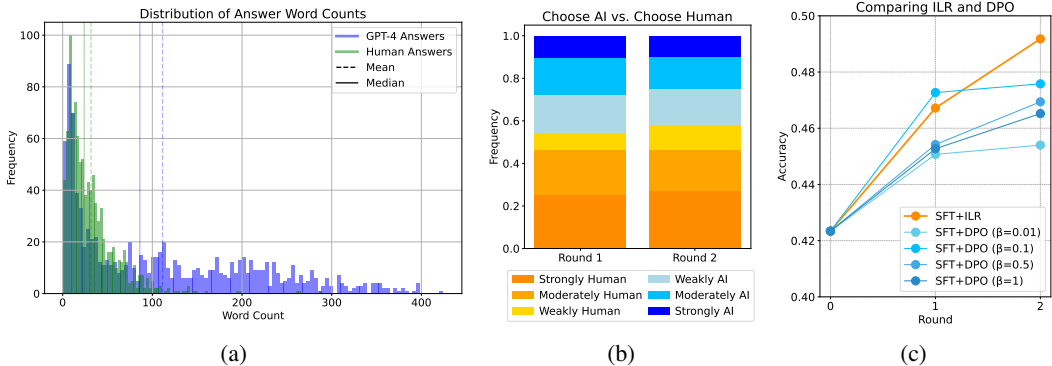 Distribution of Answer Word Counts
Frequency
100
80
60
40
20
0
0
100
200
300
400
Word Count
GPT-4 Answers
Human Answers
Mean
Median
(a)
Choose AI vs. Choose Human
Frequency
1.0
0.8
0.6
0.4
0.2
0.0
Round 1
Round 2
Strongly Human
Moderately Human
Weakly Human
Weakly AI
Moderately AI
Strongly AI
(b)
Comparing ILR and DPO
Accuracy
0.50
0.48
0.46
0.44
0.42
0.40
0
1
2
Round
SFT+ILR
SFT+DPO (β=0.01)
SFT+DPO (β=0.1)
SFT+DPO (β=0.5)
SFT+DPO (β=1)
(c)